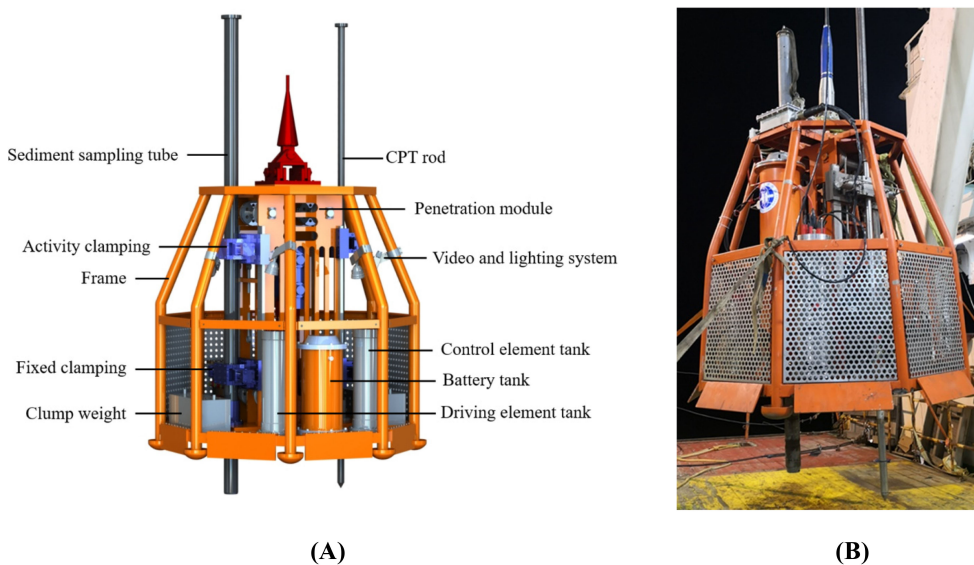 Sediment sampling tube
CPT rod
Penetration module
Activity clamping
Video and lighting system
Frame
Control element tank
Fixed clamping
Battery tank
Clump weight
Driving element tank
(A)
(B)